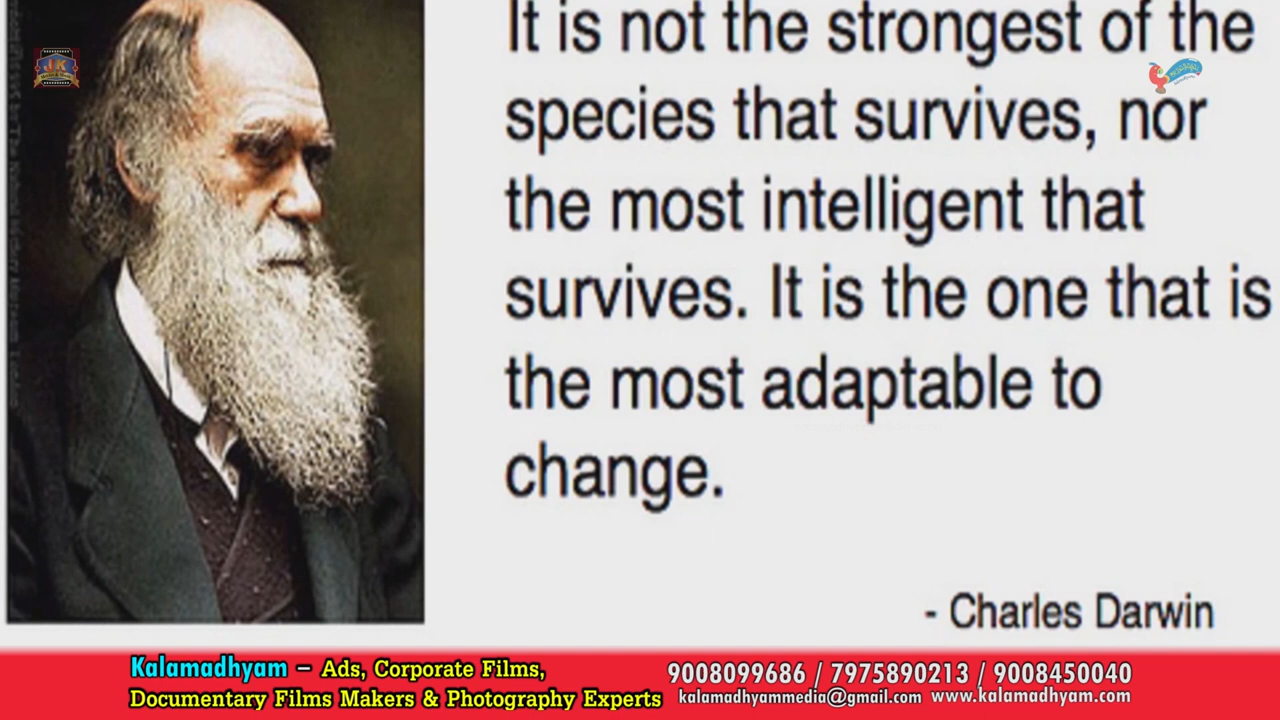 It is not the strongest of the
species that survives, nor
the most intelligent that
survives. It is the one that is
the most adaptable to
change.
- Charles Darwin
Kalamadhyam – Ads, Corporate Films,
Documentary Films Makers & Photography Experts
9008099686 / 7975890213 / 9008450040
kalamadhyammedia@gmail.com www.kalamadhyam.com